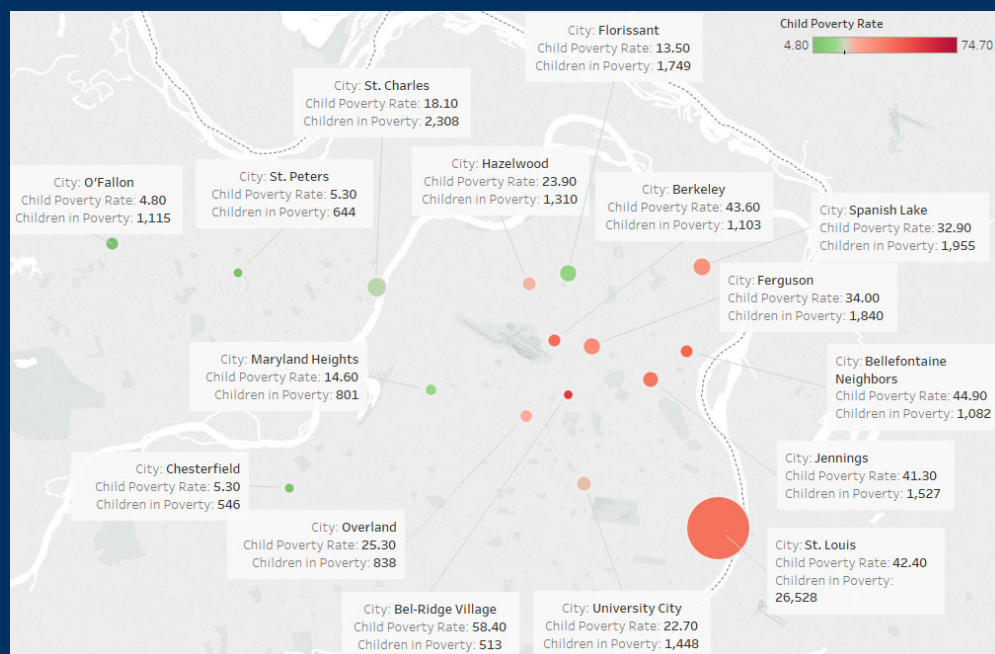 City: Florissant
Child Poverty Rate: 13.50
Children in Poverty: 1,749
Child Poverty Rate
4.80
74.70
City: St. Charles
Child Poverty Rate: 18.10
Children in Poverty: 2,308
City: O'Fallon
Child Poverty Rate: 4.80
Children in Poverty: 1,115
City: St. Peters
Child Poverty Rate: 5.30
Children in Poverty: 644
City: Hazelwood
Child Poverty Rate: 23.90
Children in Poverty: 1,310
City: Berkeley
Child Poverty Rate: 43.60
Children in Poverty: 1,103
City: Spanish Lake
Child Poverty Rate: 32.90
Children in Poverty: 1,955
City: Ferguson
Child Poverty Rate: 34.00
Children in Poverty: 1,840
City: Maryland Heights
Child Poverty Rate: 14.60
Children in Poverty: 801
City: Bellefontaine
Neighbors
Child Poverty Rate: 44.90
Children in Poverty: 1,082
City: Chesterfield
Child Poverty Rate: 5.30
Children in Poverty: 546
City: Jennings
Child Poverty Rate: 41.30
Children in Poverty: 1,527
City: Overland
Child Poverty Rate: 25.30
Children in Poverty: 838
City: St. Louis
Child Poverty Rate: 42.40
Children in Poverty:
26,528
City: Bel-Ridge Village
Child Poverty Rate: 58.40
Children in Poverty: 513
City: University City
Child Poverty Rate: 22.70
Children in Poverty: 1,448